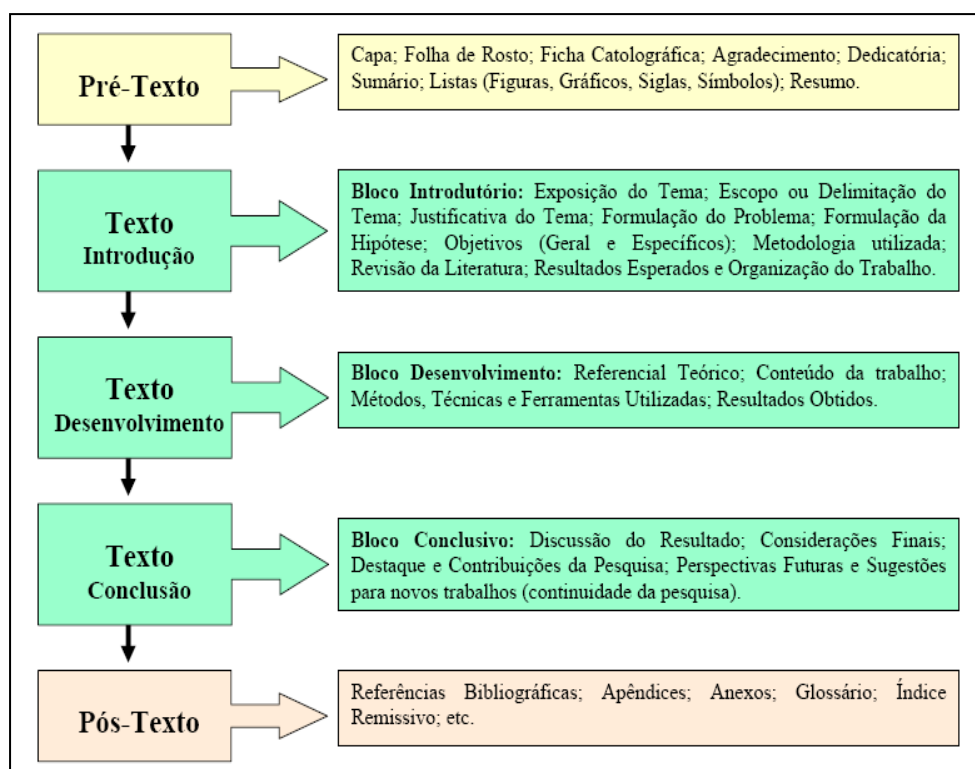 Pré-Texto
Capa; Folha de Rosto; Ficha Catolográfica; Agradecimento; Dedicatória;
Sumário; Listas (Figuras, Gráficos, Siglas, Símbolos); Resumo.
Texto
Introdução
Bloco Introdutório: Exposição do Tema; Escopo ou Delimitação do
Tema; Justificativa do Tema; Formulação do Problema; Formulação da
Hipótese; Objetivos (Geral e Específicos); Metodologia utilizada;
Revisão da Literatura; Resultados Esperados e Organização do Trabalho.
Texto
Desenvolvimento
Bloco Desenvolvimento: Referencial Teórico; Conteúdo da trabalho;
Métodos, Técnicas e Ferramentas Utilizadas; Resultados Obtidos.
Texto
Conclusão
Bloco Conclusivo: Discussão do Resultado; Considerações Finais;
Destaque e Contribuições da Pesquisa; Perspectivas Futuras e Sugestões
para novos trabalhos (continuidade da pesquisa).
Pós-Texto
Referências Bibliográficas; Apêndices; Anexos; Glossário; Índice
Remissivo; etc.